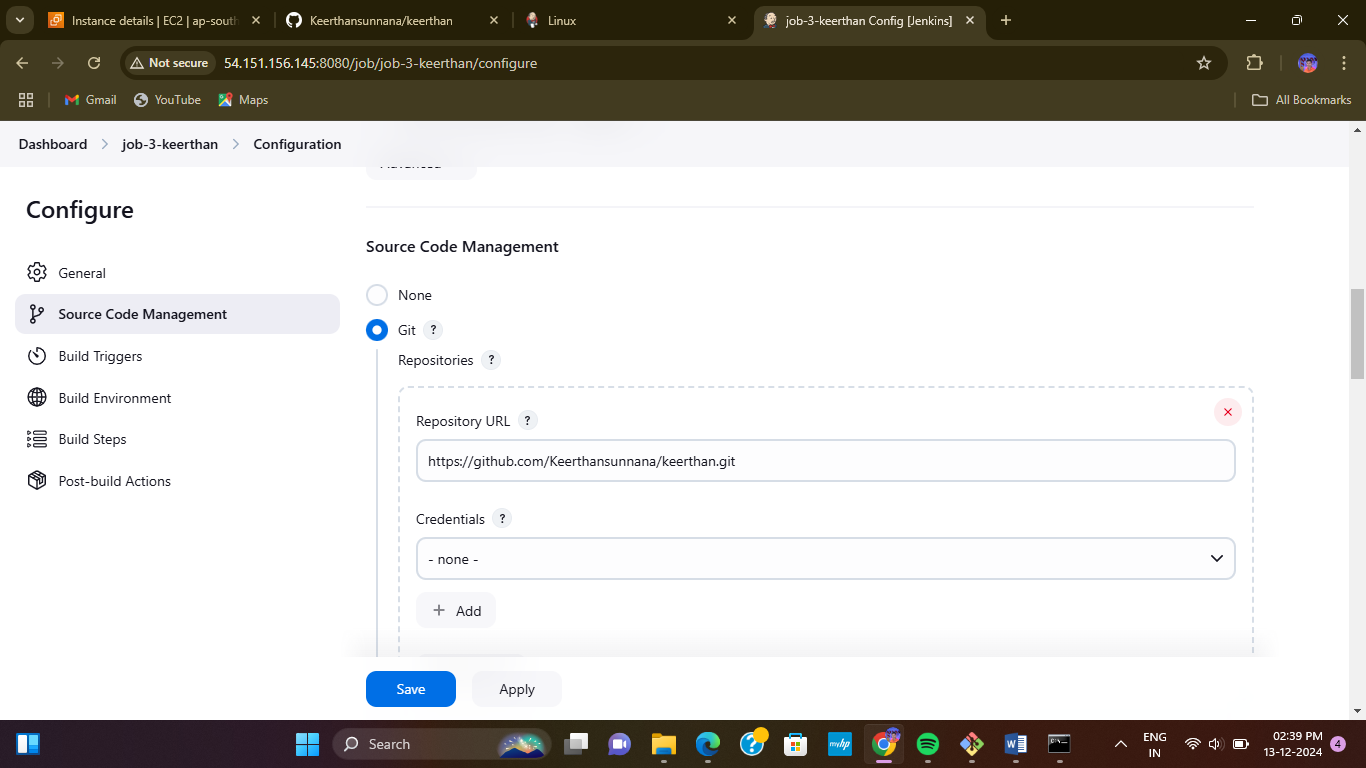 Instance details | EC2 | ap-south
Keerthansunnana/keerthan
Linux
job-3-keerthan Config [Jenkins]
Not secure
54.151.156.145:8080/job/job-3-keerthan/configure
Gmail
YouTube
Maps
All Bookmarks
Dashboard
job-3-keerthan
Configuration
Configure
General
Source Code Management
Build Triggers
Build Environment
Build Steps
Post-build Actions
Source Code Management
None
Git ?
Repositories ?
Repository URL ?
https://github.com/Keerthansunnana/keerthan.git
Credentials ?
- none -
+ Add
Save
Apply
Search
myhp
ENG
IN
02:39 PM
13-12-2024
4